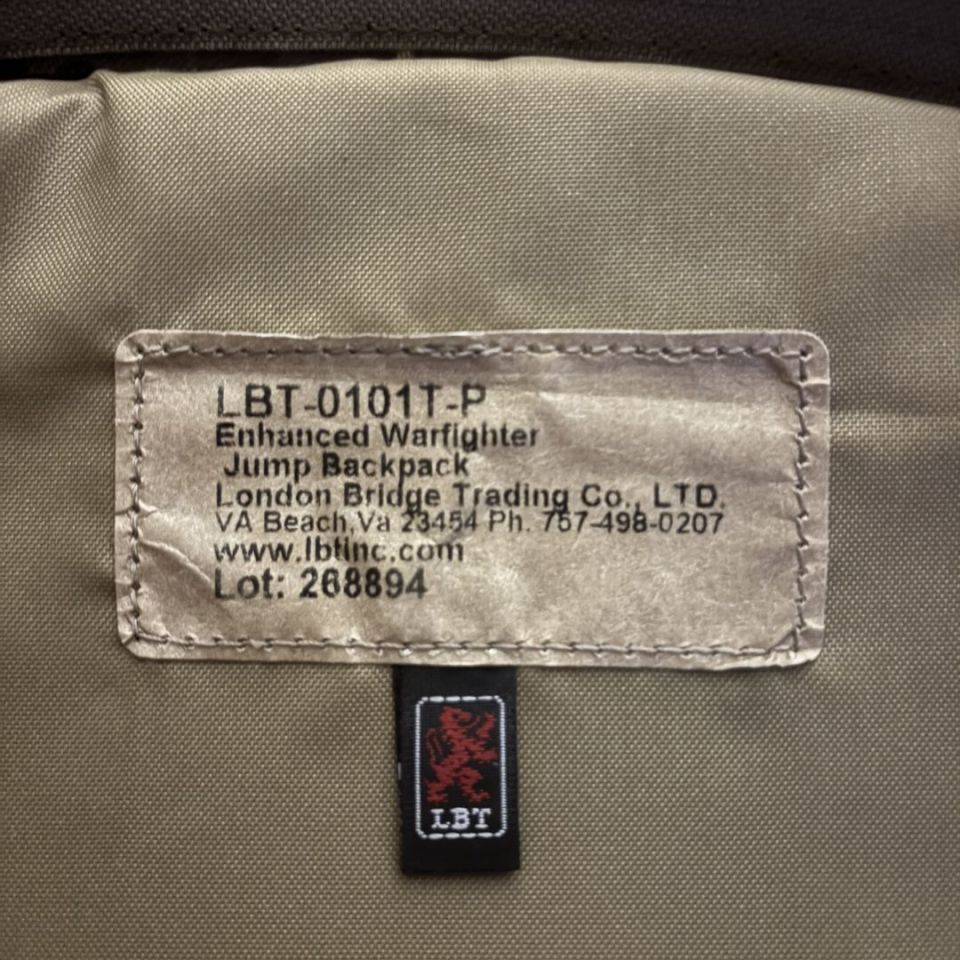 LBT-0101T-P
Enhanced Warfighter
Jump Backpack
London Bridge Trading Co., LTD.
VA Beach,Va 23454 Ph. 757-498-0207
www.lbtinc.com
Lot: 268894
LBT